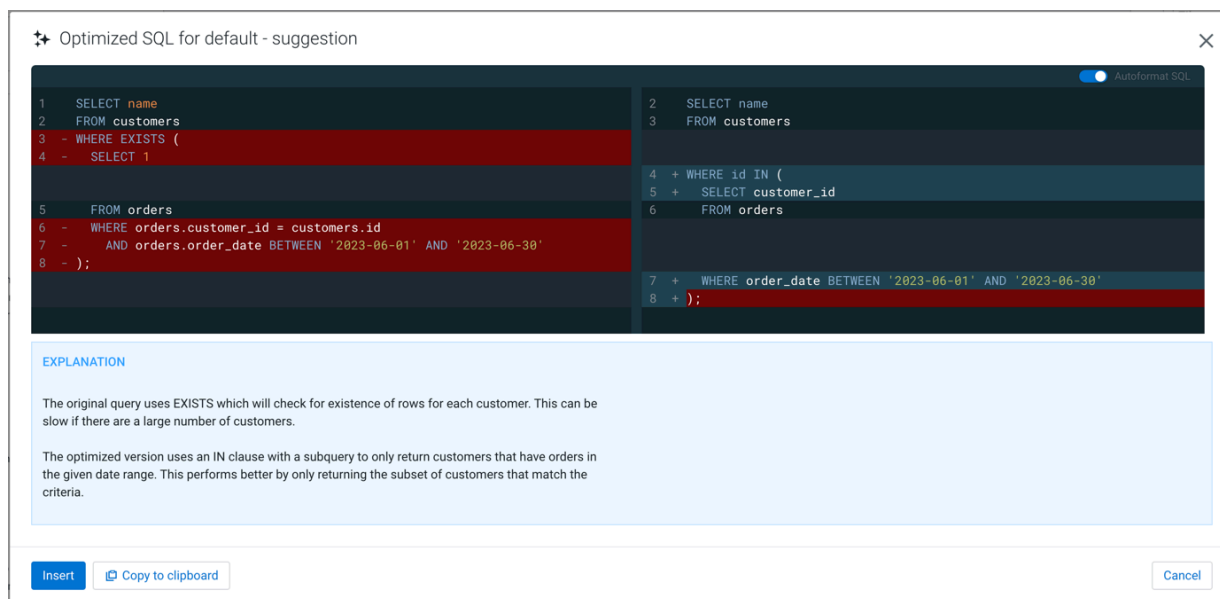 Optimized SQL for default - suggestion
Autoformat SQL
1 SELECT name
2 FROM customers
3 - WHERE EXISTS (
4 - SELECT 1
5 FROM orders
6 - WHERE orders.customer_id = customers.id
7 - AND orders.order_date BETWEEN '2023-06-01' AND '2023-06-30'
8 - );
2 SELECT name
3 FROM customers
4 + WHERE id IN (
5 + SELECT customer_id
6 FROM orders
7 + WHERE order_date BETWEEN '2023-06-01' AND '2023-06-30'
8 + );
EXPLANATION
The original query uses EXISTS which will check for existence of rows for each customer. This can be
slow if there are a large number of customers.
The optimized version uses an IN clause with a subquery to only return customers that have orders in
the given date range. This performs better by only returning the subset of customers that match the
criteria.
Insert
Copy to clipboard
Cancel